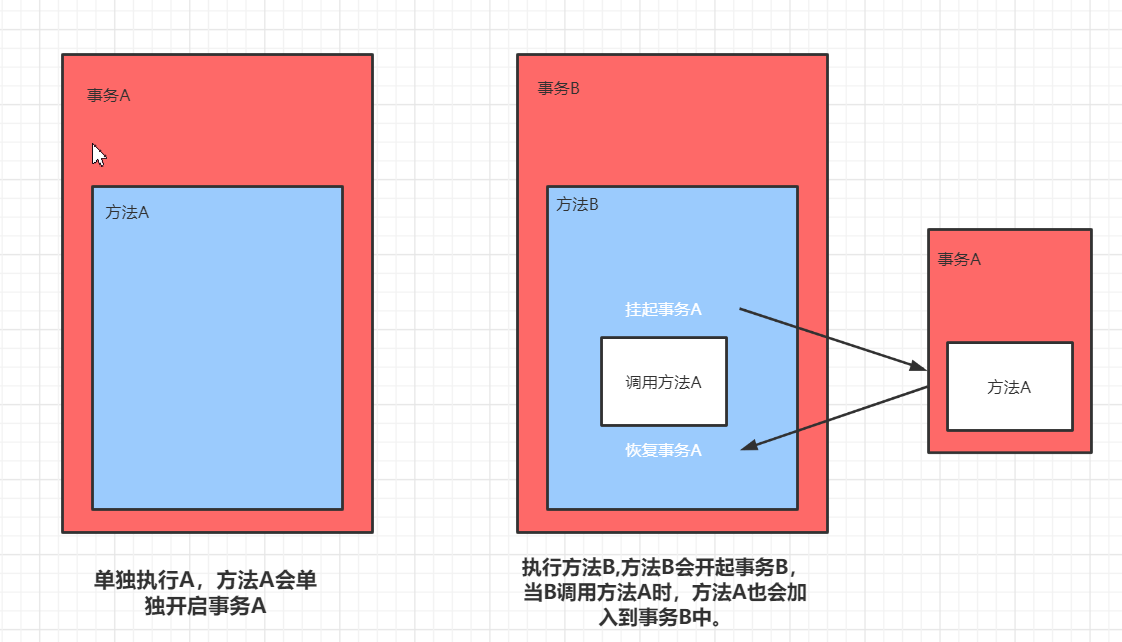 事务A
方法A
单独执行A，方法A会单
独开启事务A
事务B
方法B
挂起事务A
调用方法A
恢复事务A
执行方法B,方法B会开起事务B，
当B调用方法A时，方法A也会加
入到事务B中。
事务A
方法A